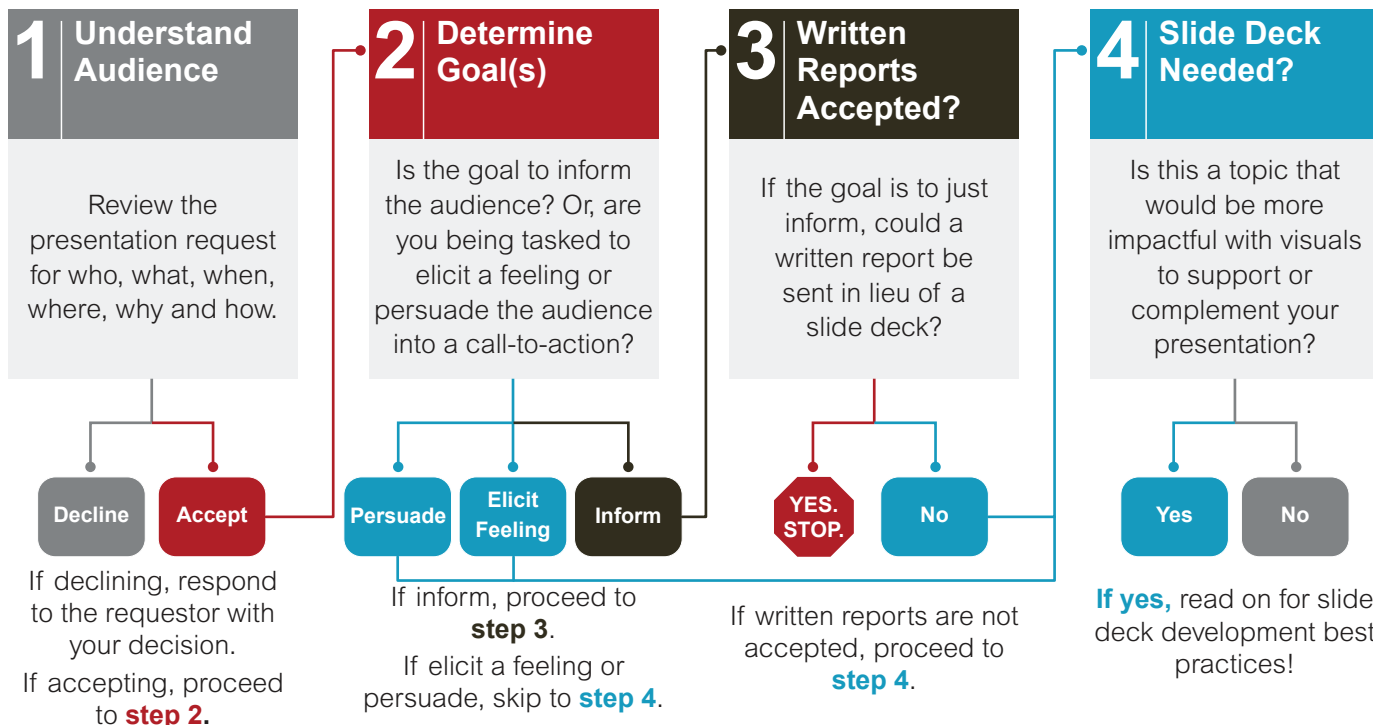 1
Understand
Audience
Review the
presentation request
for who, what, when,
where, why and how.
Decline
Accept
If declining, respond
to the requestor with
your decision.
If accepting, proceed
to step 2.
2
Determine
Goal(s)
Is the goal to inform
the audience? Or, are
you being tasked to
elicit a feeling or
persuade the audience
into a call-to-action?
Persuade
Elicit
Feeling
Inform
If inform, proceed to
step 3.
If elicit a feeling or
persuade, skip to step 4.
3
Written
Reports
Accepted?
If the goal is to just
inform, could a
written report be
sent in lieu of a
slide deck?
YES.
STOP.
No
If written reports are not
accepted, proceed to
step 4.
4
Slide Deck
Needed?
Is this a topic that
would be more
impactful with visuals
to support or
complement your
presentation?
Yes
No
If yes, read on for slide
deck development best
practices!